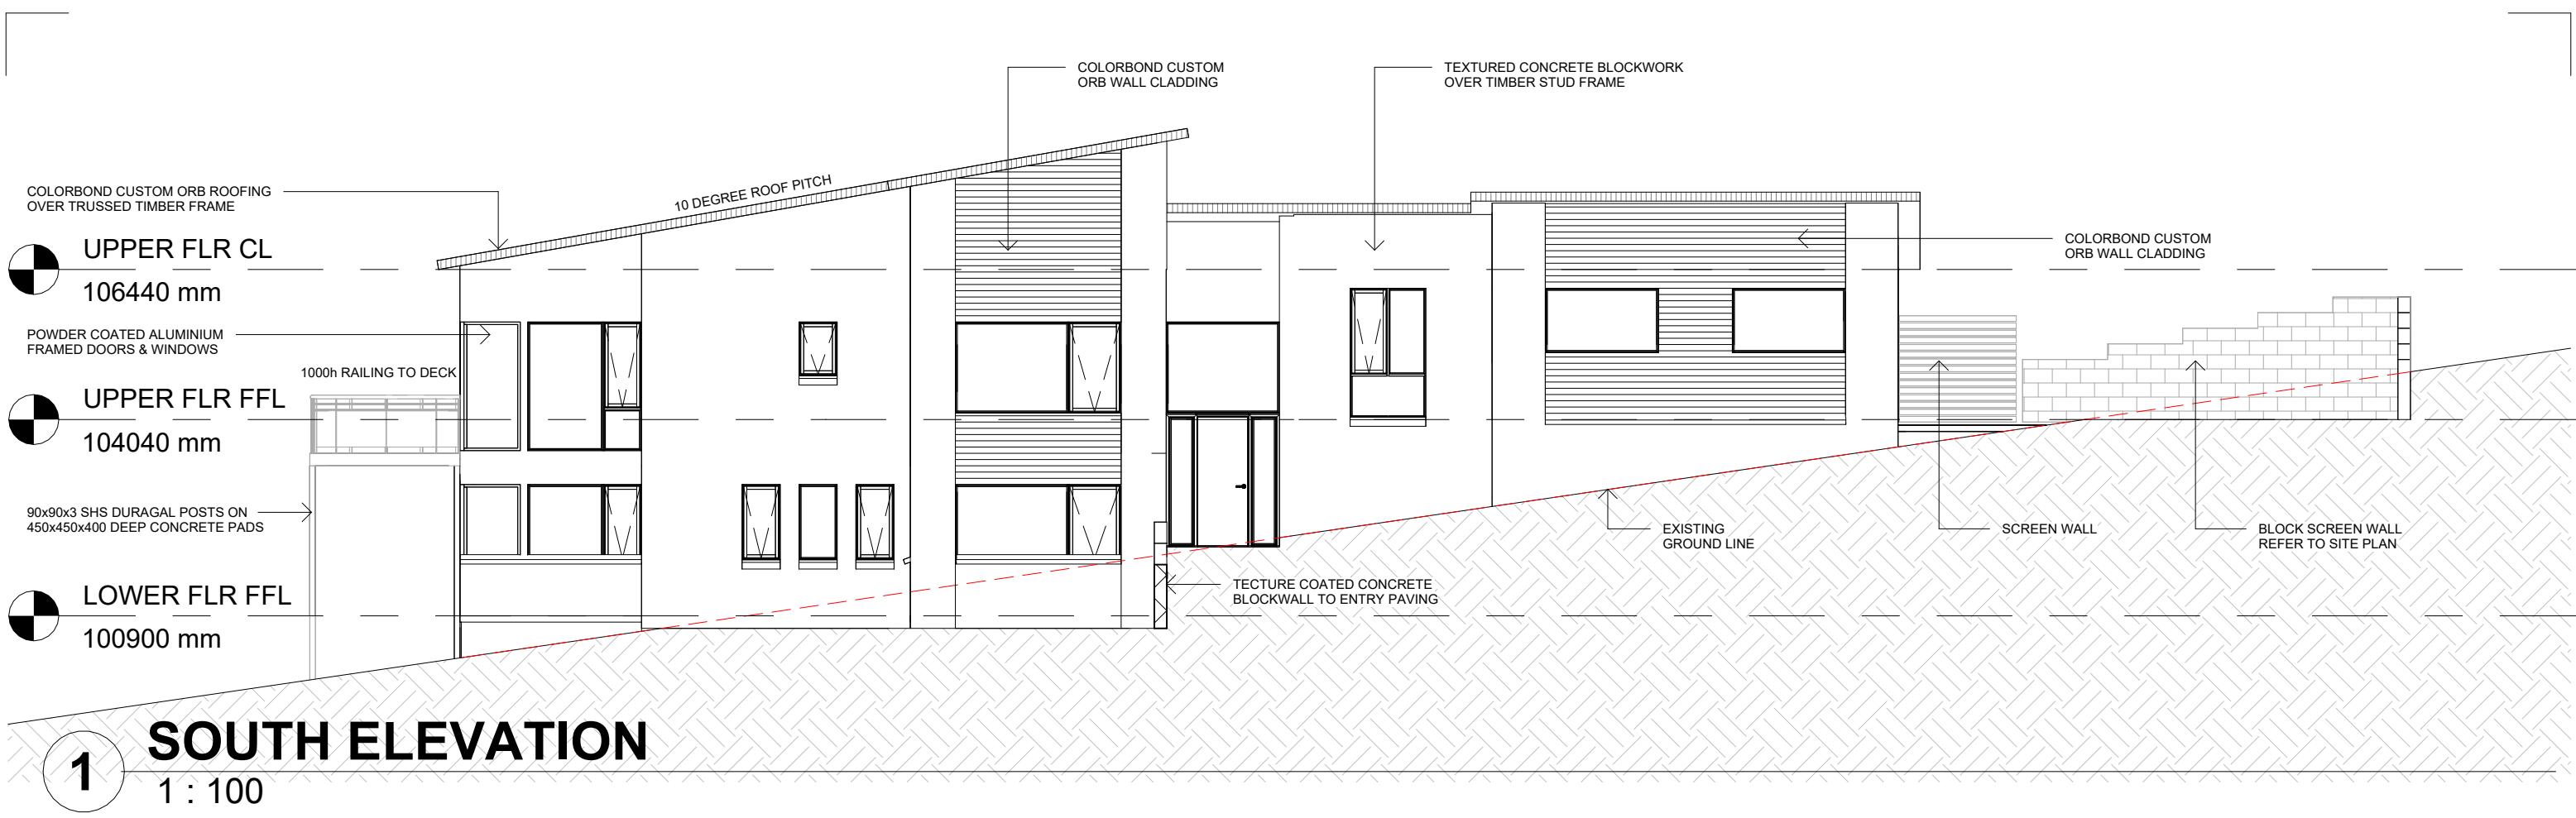 COLORBOND CUSTOM
ORB WALL CLADDING
TEXTURED CONCRETE BLOCKWORK
OVER TIMBER STUD FRAME
COLORBOND CUSTOM ORB ROOFING
OVER TRUSSED TIMBER FRAME
10 DEGREE ROOF PITCH
UPPER FLR CL
106440 mm
COLORBOND CUSTOM
ORB WALL CLADDING
POWDER COATED ALUMINIUM
FRAMED DOORS & WINDOWS
1000h RAILING TO DECK
UPPER FLR FFL
104040 mm
90x90x3 SHS DURAGAL POSTS ON
450x450x400 DEEP CONCRETE PADS
EXISTING
GROUND LINE
SCREEN WALL
BLOCK SCREEN WALL
REFER TO SITE PLAN
LOWER FLR FFL
100900 mm
TECTURE COATED CONCRETE
BLOCKWALL TO ENTRY PAVING
1
SOUTH ELEVATION
1 : 100